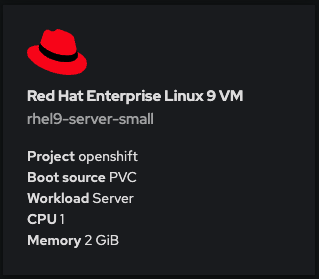 Red Hat Enterprise Linux 9 VM
rhel9-server-small
Project openshift
Boot source PVC
Workload Server
CPU 1
Memory 2 GiB